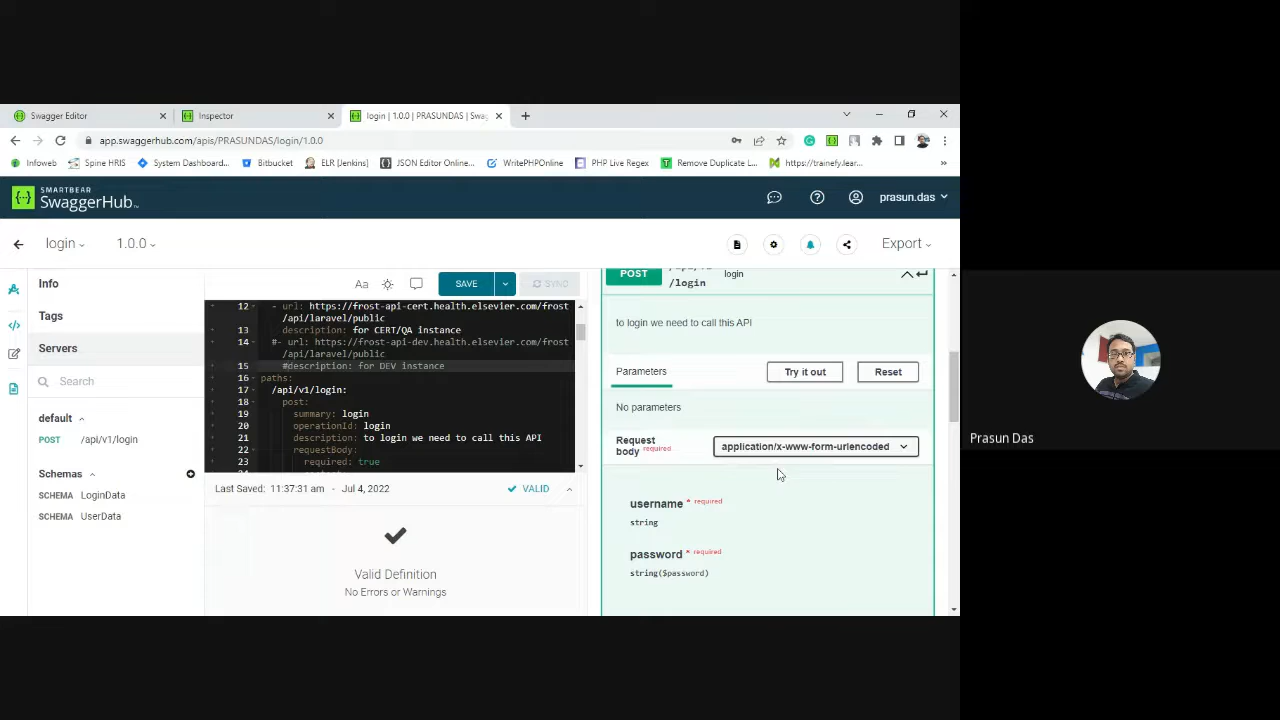 Swagger Editor
Inspector
login | 1.0.0 | PRASUNDAS | Swag
app.swaggerhub.com/apis/PRASUNDAS/login/1.0.0
Infoweb
Spine HRIS
System Dashboard...
Bitbucket
ELR [Jenkins]
JSON Editor Online...
WritePHPOnline
PHP Live Regex
Remove Duplicate L...
https://trainefy.lear...
»
SMARTBEAR
SwaggerHub™
prasun.das
login
1.0.0
Export
Info
Tags
Servers
Search
default
POST /api/v1/login
Schemas
SCHEMA LoginData
SCHEMA UserData
Aa
SAVE
SYNC
12 - url: https://frost-api-cert.health.elsevier.com/frost
/api/laravel/public
13 description: for CERT/QA instance
14 #- url: https://frost-api-dev.health.elsevier.com/frost
/api/laravel/public
15 #description: for DEV instance
16 paths:
17 /api/v1/login:
18 post:
19 summary: login
20 operationId: login
21 description: to login we need to call this API
22 requestBody:
23 required: true
Last Saved: 11:37:31 am - Jul 4, 2022
VALID
Valid Definition
No Errors or Warnings
POST
/login
login
to login we need to call this API
Parameters
Try it out
Reset
No parameters
Request
body required
application/x-www-form-urlencoded
username * required
string
password * required
string($password)
Prasun Das